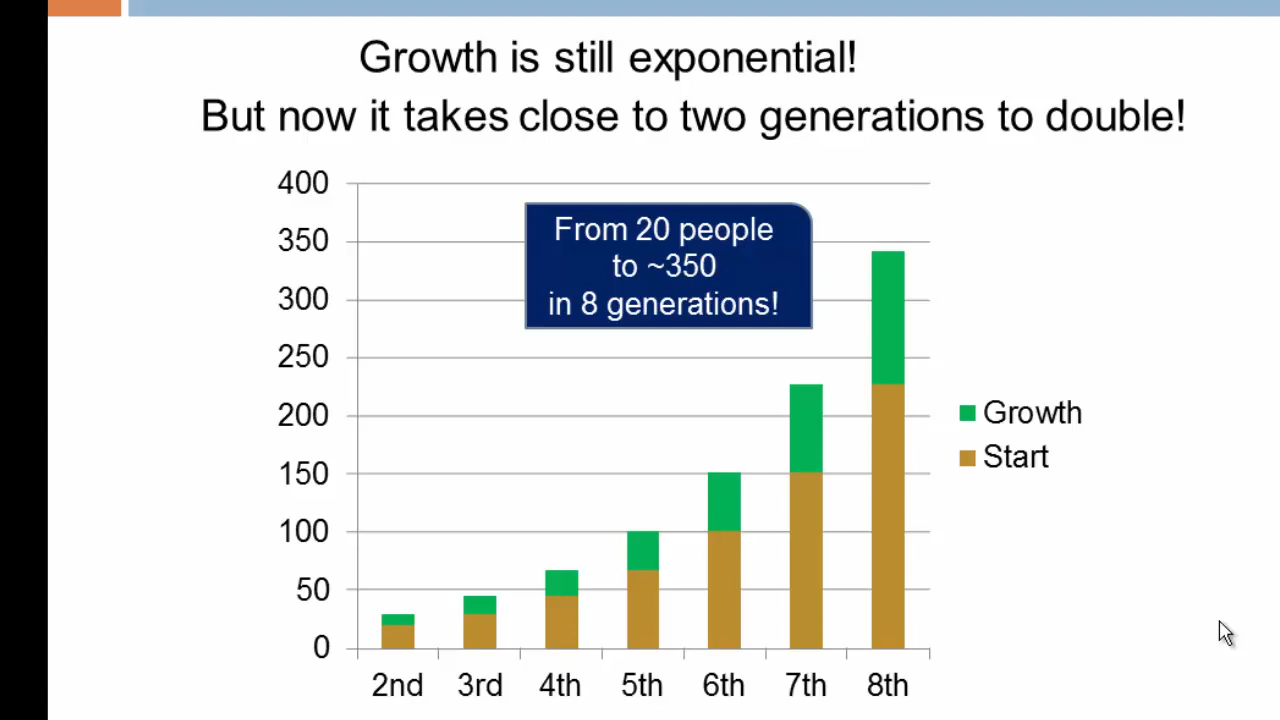 Growth is still exponential!
But now it takes close to two generations to double!
400
350
300
250
200
150
100
50
0
From 20 people
to ~350
in 8 generations!
Growth
Start
2nd 3rd 4th 5th 6th 7th 8th